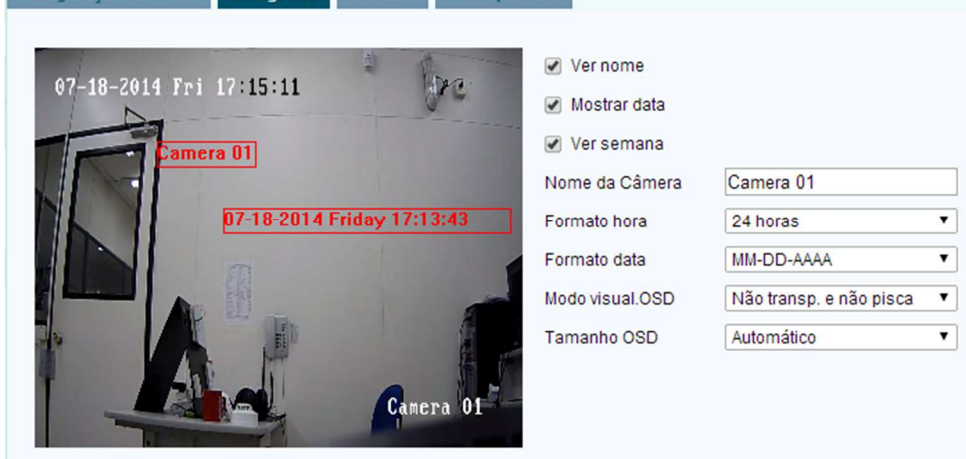 07-18-2014 Fri 17:15:11
Camera 01
07-18-2014 Friday 17:13:43
Camera 01
Ver nome
Mostrar data
Ver semana
Nome da Câmera Camera 01
Formato hora 24 horas
Formato data MM-DD-AAAA
Modo visual.OSD Não transp. e não pisca
Tamanho OSD Automático